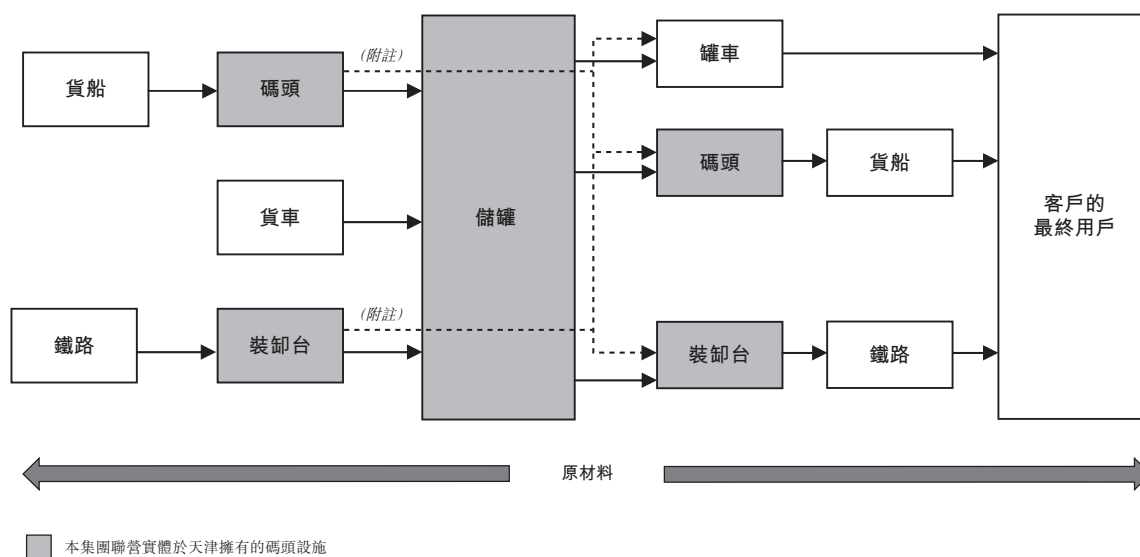 貨船
碼頭
(附註)
罐車
碼頭
貨船
貨車
儲罐
客戶的
最終用戶
鐵路
裝卸台
(附註)
裝卸台
鐵路
原材料
本集團聯營實體於天津擁有的碼頭設施